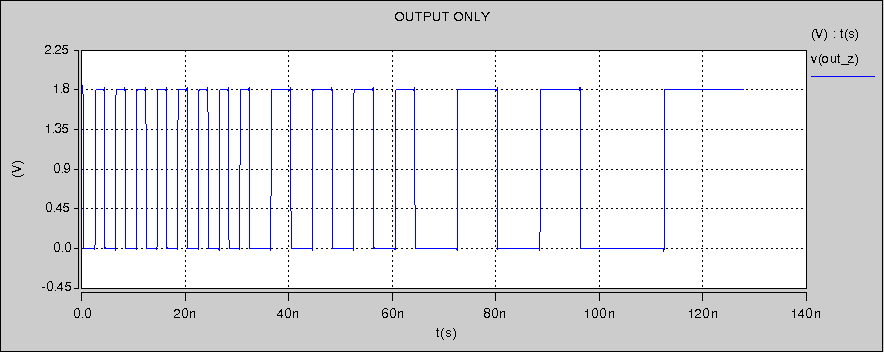 OUTPUT ONLY
(V) : t(s)
v(out_z)
2.25
1.8
1.35
0.9
0.45
0.0
-0.45
(V)
0.0 20n 40n 60n 80n 100n 120n 140n
t(s)